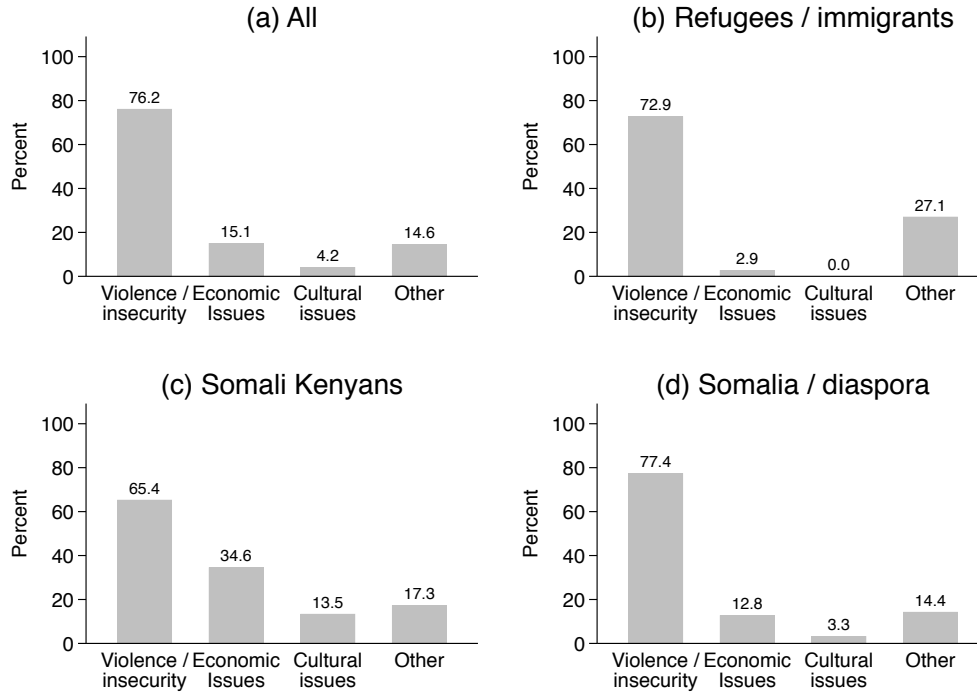 (a) All
Percent
100
80
60
40
20
0
76.2
15.1
4.2
14.6
Violence / insecurity
Economic Issues
Cultural issues
Other
(b) Refugees / immigrants
Percent
100
80
60
40
20
0
72.9
2.9
0.0
27.1
Violence / insecurity
Economic Issues
Cultural issues
Other
(c) Somali Kenyans
Percent
100
80
60
40
20
0
65.4
34.6
13.5
17.3
Violence / insecurity
Economic Issues
Cultural issues
Other
(d) Somalia / diaspora
Percent
100
80
60
40
20
0
77.4
12.8
3.3
14.4
Violence / insecurity
Economic Issues
Cultural issues
Other